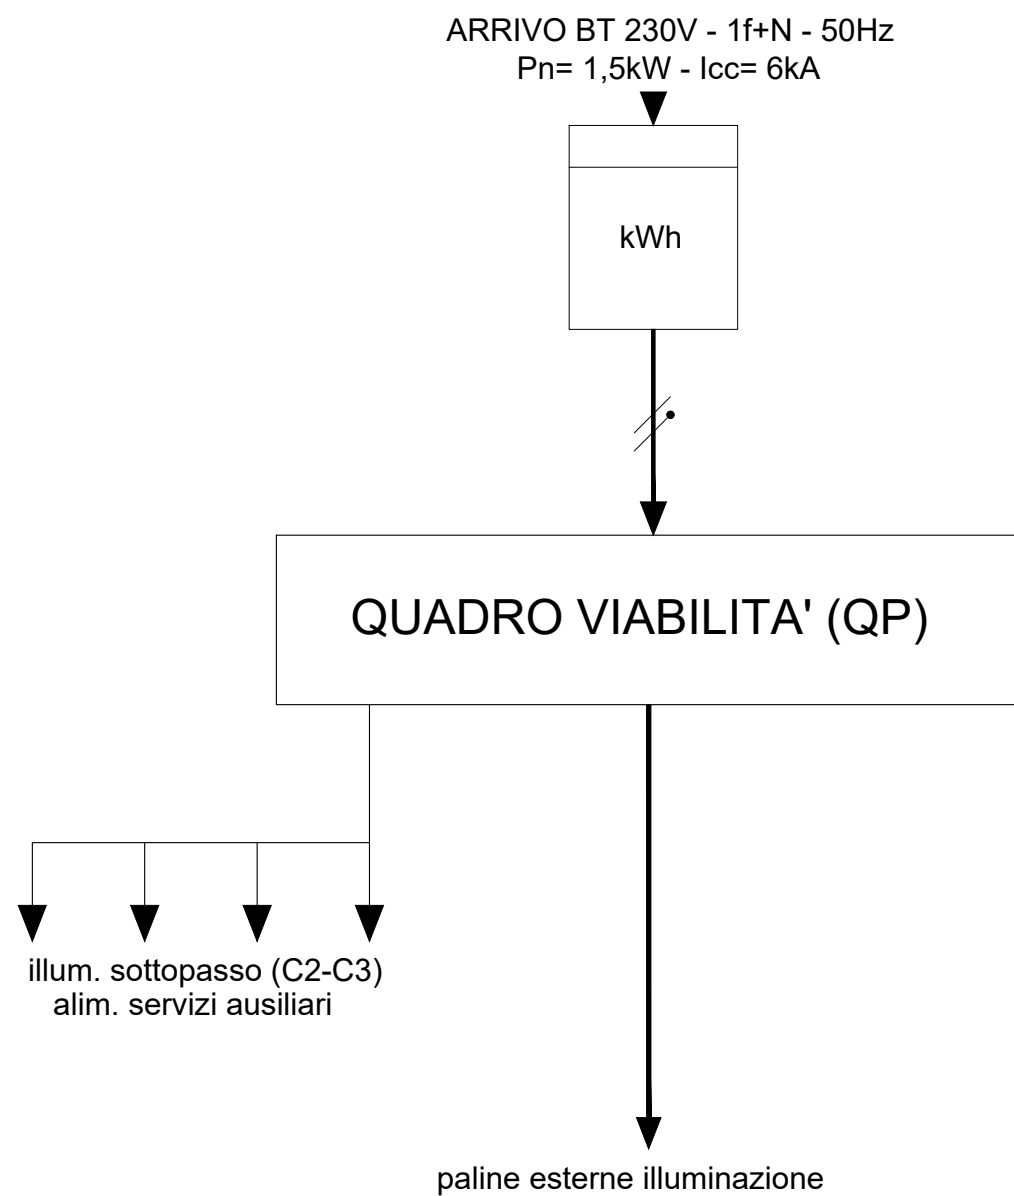 ARRIVO BT 230V - 1f+N - 50Hz
Pn= 1,5kW - Icc= 6kA
kWh
QUADRO VIABILITA' (QP)
illum. sottopasso (C2-C3)
alim. servizi ausiliari
paline esterne illuminazione